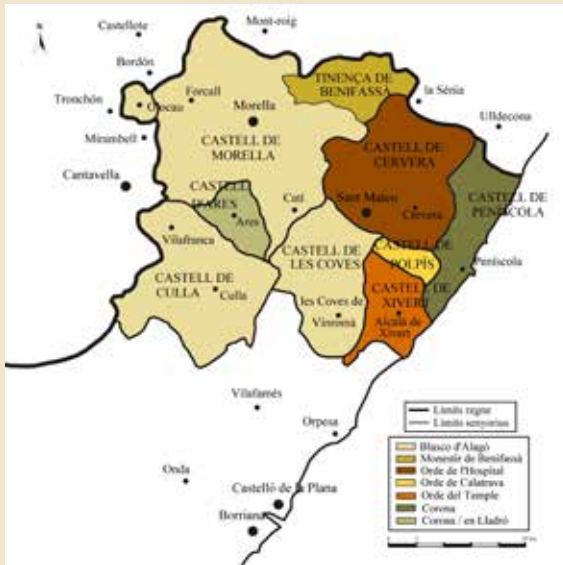 N
Castellote
Mont-roig
Bordón
Tronchón
Olocau
Forcall
Morella
TINENÇA DE
BENIFASSÀ
la Sénia
Ulldecona
Mirambell
Cantavella
CASTELL DE
MORELLA
CASTELL DE
CERVERA
CASTELL
D'ARES
Ares
Catí
Sant Mateu
Cervera
CASTELL DE
PENÍSCOLA
Vilafranca
CASTELL DE
LES COVES
CASTELL DE
POLPÍS
Peníscola
CASTELL DE
CULLA
Culla
les Coves de
Vinromà
CASTELL DE
XIVERT
Alcalà de
Xivert
Vilafamés
Orpesa
Onda
Castelló de la Plana
Borriana
Límits regne
Límits senyorius
Blasco d'Alagó
Monestir de Benifassà
Orde de l'Hospital
Orde de Calatrava
Orde del Temple
Corona
Corona / en Lladró